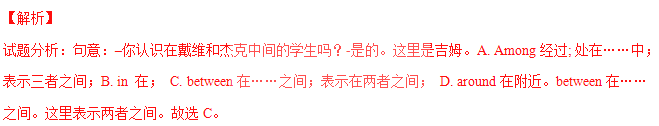 【解析】
试题分析：句意：–你认识在戴维和杰克中间的学生吗？-是的。这里是吉姆。A. Among 经过; 处在……中；
表示三者之间；B. in 在； C. between 在……之间；表示在两者之间； D. around 在附近。between 在……
之间。这里表示两者之间。故选 C。